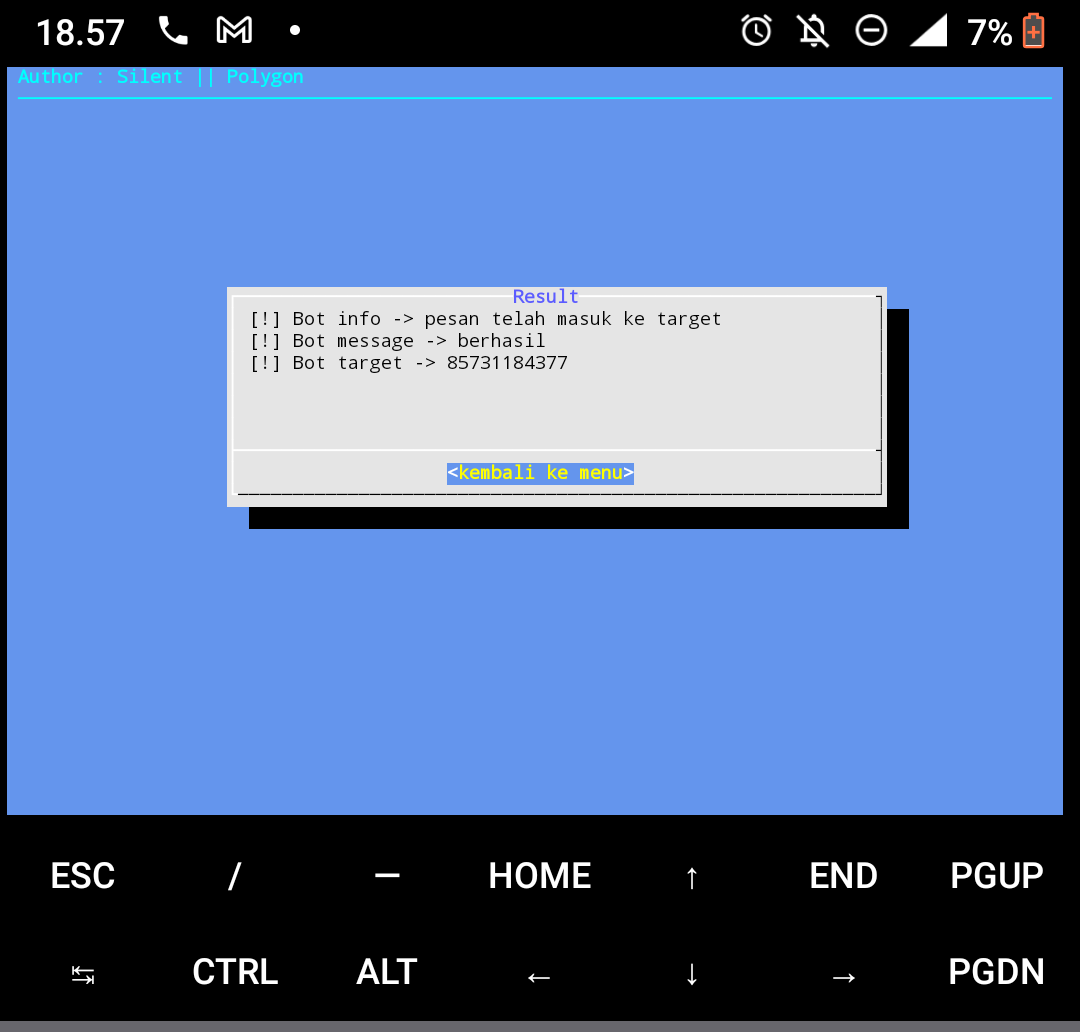 18.57 7%
Author : Silent || Polygon
Result
[!] Bot info -> pesan telah masuk ke target
[!] Bot message -> berhasil
[!] Bot target -> 85731184377
<kembali ke menu>
ESC / — HOME ↑ END PGUP
↹ CTRL ALT ← ↓ → PGDN